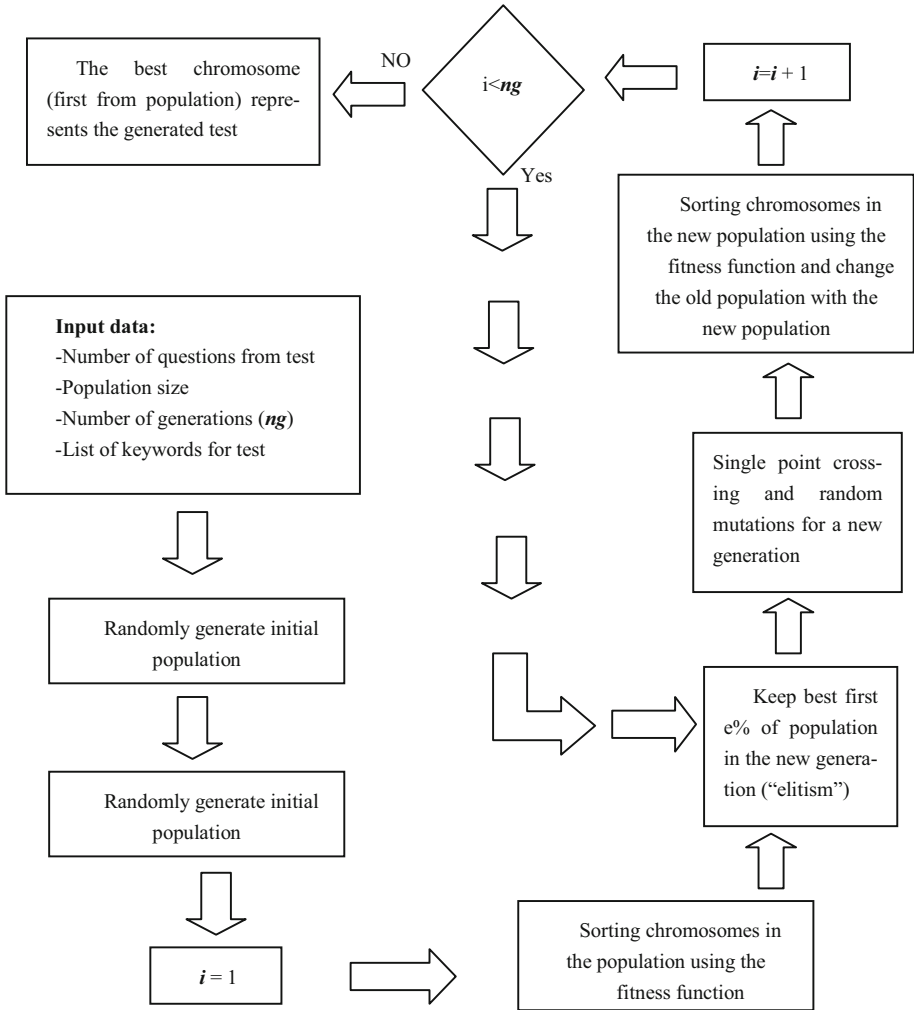 The best chromosome
(first from population) repre-
sents the generated test
NO
i<ng
Yes
i=i + 1
Sorting chromosomes in
the new population using the
fitness function and change
the old population with the
new population
Input data:
-Number of questions from test
-Population size
-Number of generations (ng)
-List of keywords for test
Single point cross-
ing and random
mutations for a new
generation
Randomly generate initial
population
Keep best first
e% of population
in the new genera-
tion (“elitism”)
Randomly generate initial
population
i = 1
Sorting chromosomes in
the population using the
fitness function